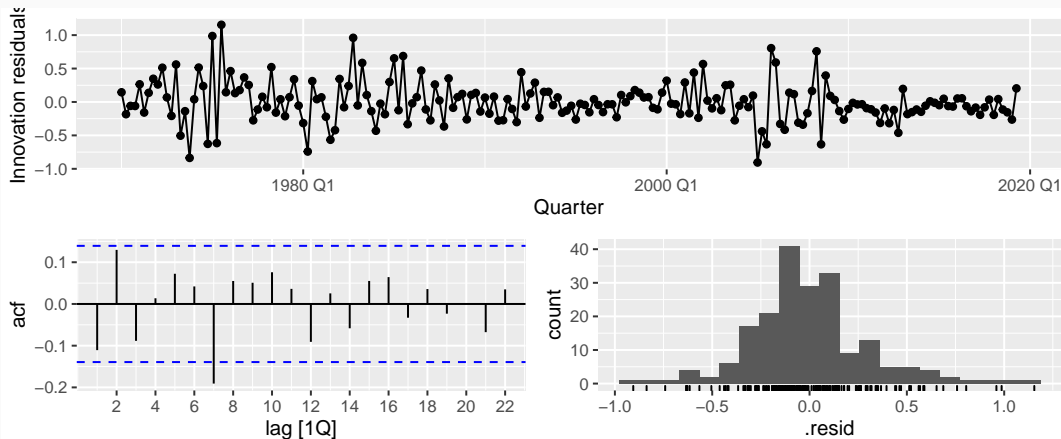 Innovation residuals
1.0
0.5
0.0
−0.5
−1.0
1980 Q1 2000 Q1 2020 Q1
Quarter
acf
0.1
0.0
−0.1
−0.2
2 4 6 8 10 12 14 16 18 20 22
lag [1Q]
count
40
30
20
10
0
−1.0 −0.5 0.0 0.5 1.0
.resid